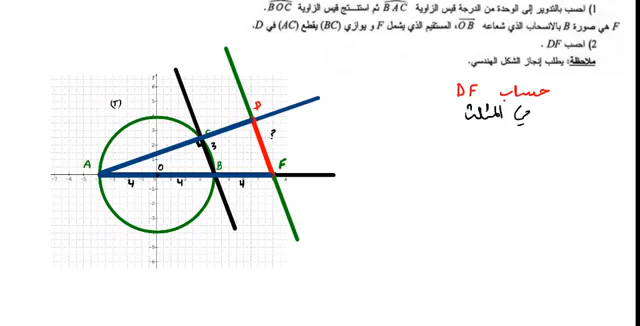 1) احسب بالتدوير إلى الوحدة من الدرجة قيس الزاوية BAC ثم استنتج قيس الزاوية BOC.
F هي صورة B بالانسحاب الذي شعاعه OB، المستقيم الذي يشمل F و يوازي (BC) يقطع (AC) في D.
2) احسب DF.
ملاحظة: يطلب إنجاز الشكل الهندسي.
حساب DF
في المثلث
(T)
D
C
3
?
A
O
B
F
4
4
4